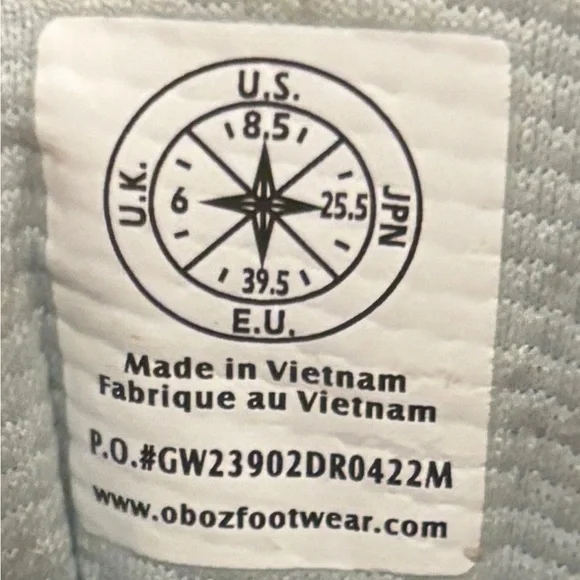 U.S.
8.5
U.K.
6
25.5
JPN
39.5
E.U.
Made in Vietnam
Fabrique au Vietnam
P.O.#GW23902DR0422M
www.obozfootwear.com